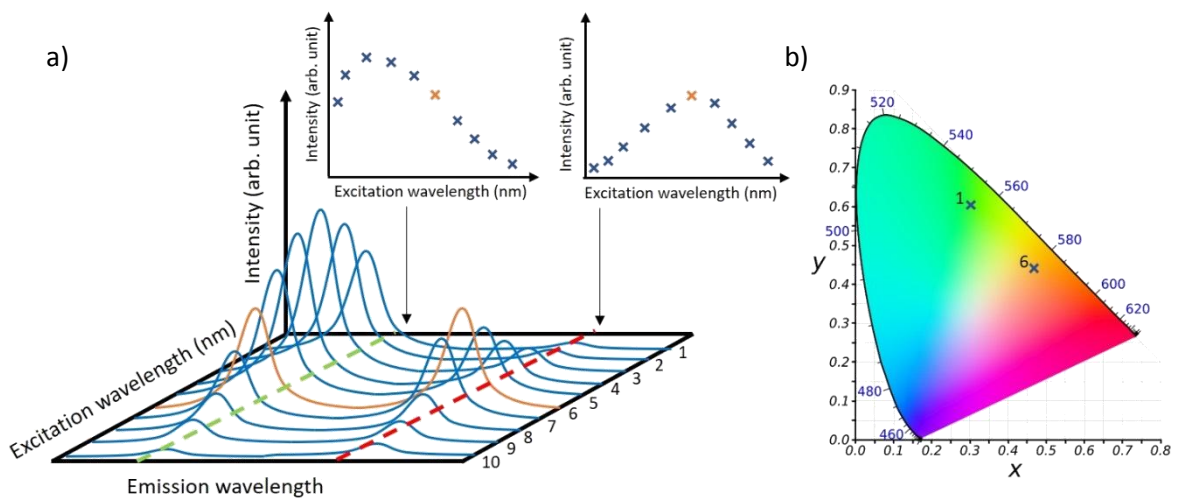 a)
Intensity (arb. unit)
Excitation wavelength (nm)
Intensity (arb. unit)
Excitation wavelength (nm)
Intensity (arb. unit)
Excitation wavelength (nm)
Emission wavelength
1
2
3
4
5
6
7
8
9
10
b)
y
0.9
0.8
0.7
0.6
0.5
0.4
0.3
0.2
0.1
0.0
520
540
560
580
600
620
500
480
460
1
6
0.0 0.1 0.2 0.3 0.4 0.5 0.6 0.7 0.8
x